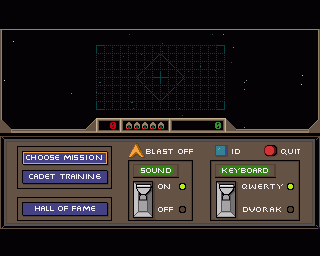 0 0
CHOOSE MISSION
CADET TRAINING
HALL OF FAME
BLAST OFF ID QUIT
SOUND
ON
OFF
KEYBOARD
QWERTY
DVORAK